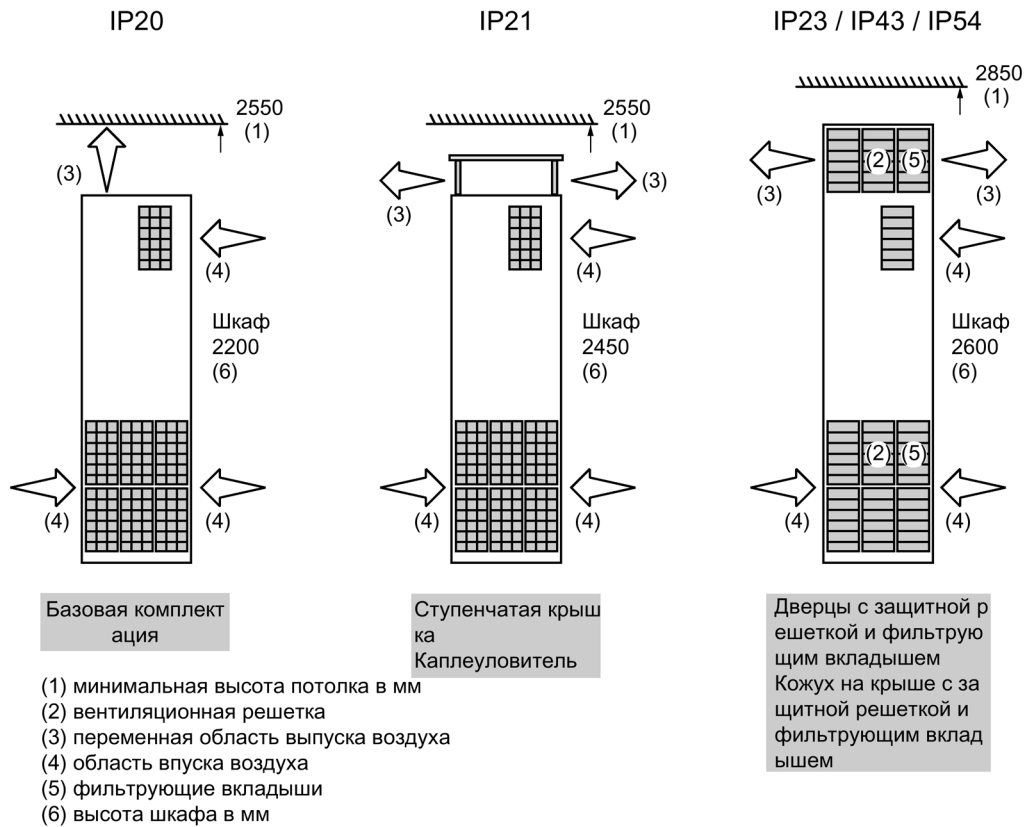 IP20
IP21
IP23 / IP43 / IP54
2550
(1)
2550
(1)
2850
(1)
(3)
(3)
(3)
(2)
(5)
(3)
(3)
(4)
(4)
(4)
Шкаф
2200
(6)
Шкаф
2450
(6)
Шкаф
2600
(6)
(2)
(5)
(4)
(4)
(4)
(4)
(4)
(4)
Базовая комплект
ация
Ступенчатая крыш
ка
Каплеуловитель
Дверцы с защитной р
ешеткой и фильтрую
щим вкладышем
Кожух на крыше с за
щитной решеткой и
фильтрующим вклад
ышем
(1) минимальная высота потолка в мм
(2) вентиляционная решетка
(3) переменная область выпуска воздуха
(4) область впуска воздуха
(5) фильтрующие вкладыши
(6) высота шкафа в мм